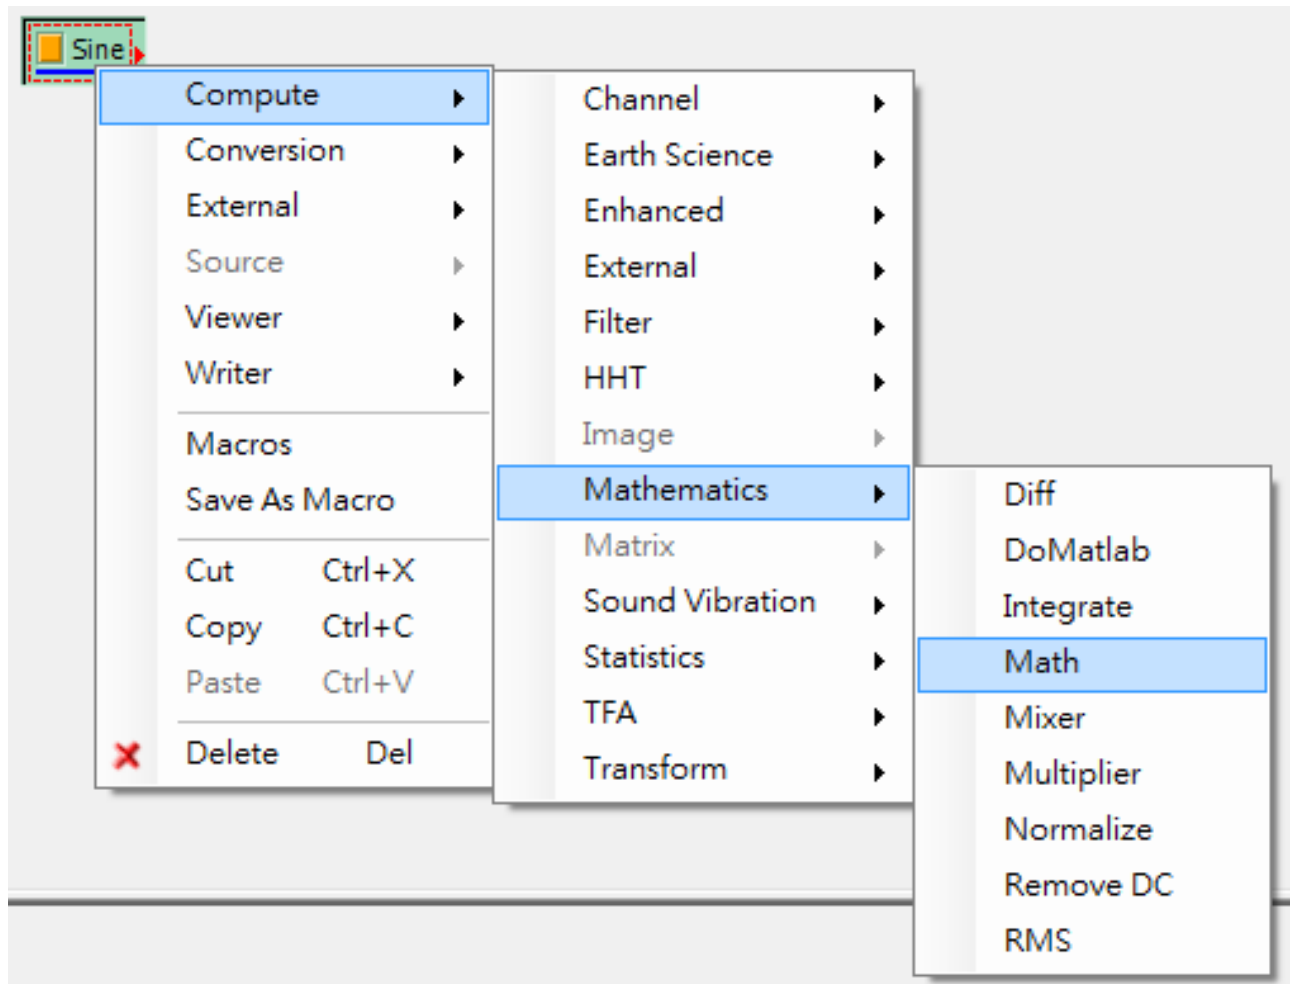 Sine
Compute
Conversion
External
Source
Viewer
Writer
Macros
Save As Macro
Cut Ctrl+X
Copy Ctrl+C
Paste Ctrl+V
Delete Del
Channel
Earth Science
Enhanced
External
Filter
HHT
Image
Mathematics
Matrix
Sound Vibration
Statistics
TFA
Transform
Diff
DoMatlab
Integrate
Math
Mixer
Multiplier
Normalize
Remove DC
RMS